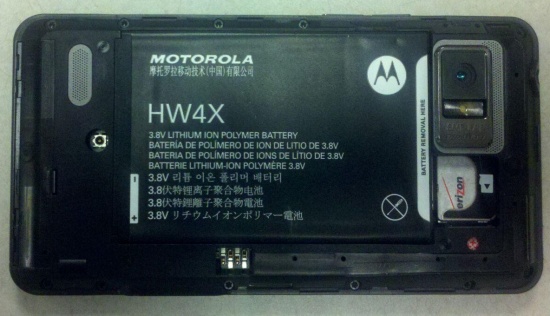 MOTOROLA
摩托罗拉移动技术(中国)有限公司
HW4X
3.8V LITHIUM ION POLYMER BATTERY
BATERÍA DE POLÍMERO DE ION DE LITIO DE 3.8V
BATERIA DE POLÍMERO DE IONS DE LÍTIO DE 3.8V
BATTERIE LITHIUM-ION POLYMÈRE 3.8V
3.8V 리튬 이온 폴리머 배터리
3.8伏特锂离子聚合物电池
3.8伏特鋰離子聚合物電池
3.8V リチウムイオンポリマー電池
BATTERY REMOVAL HERE
verizon